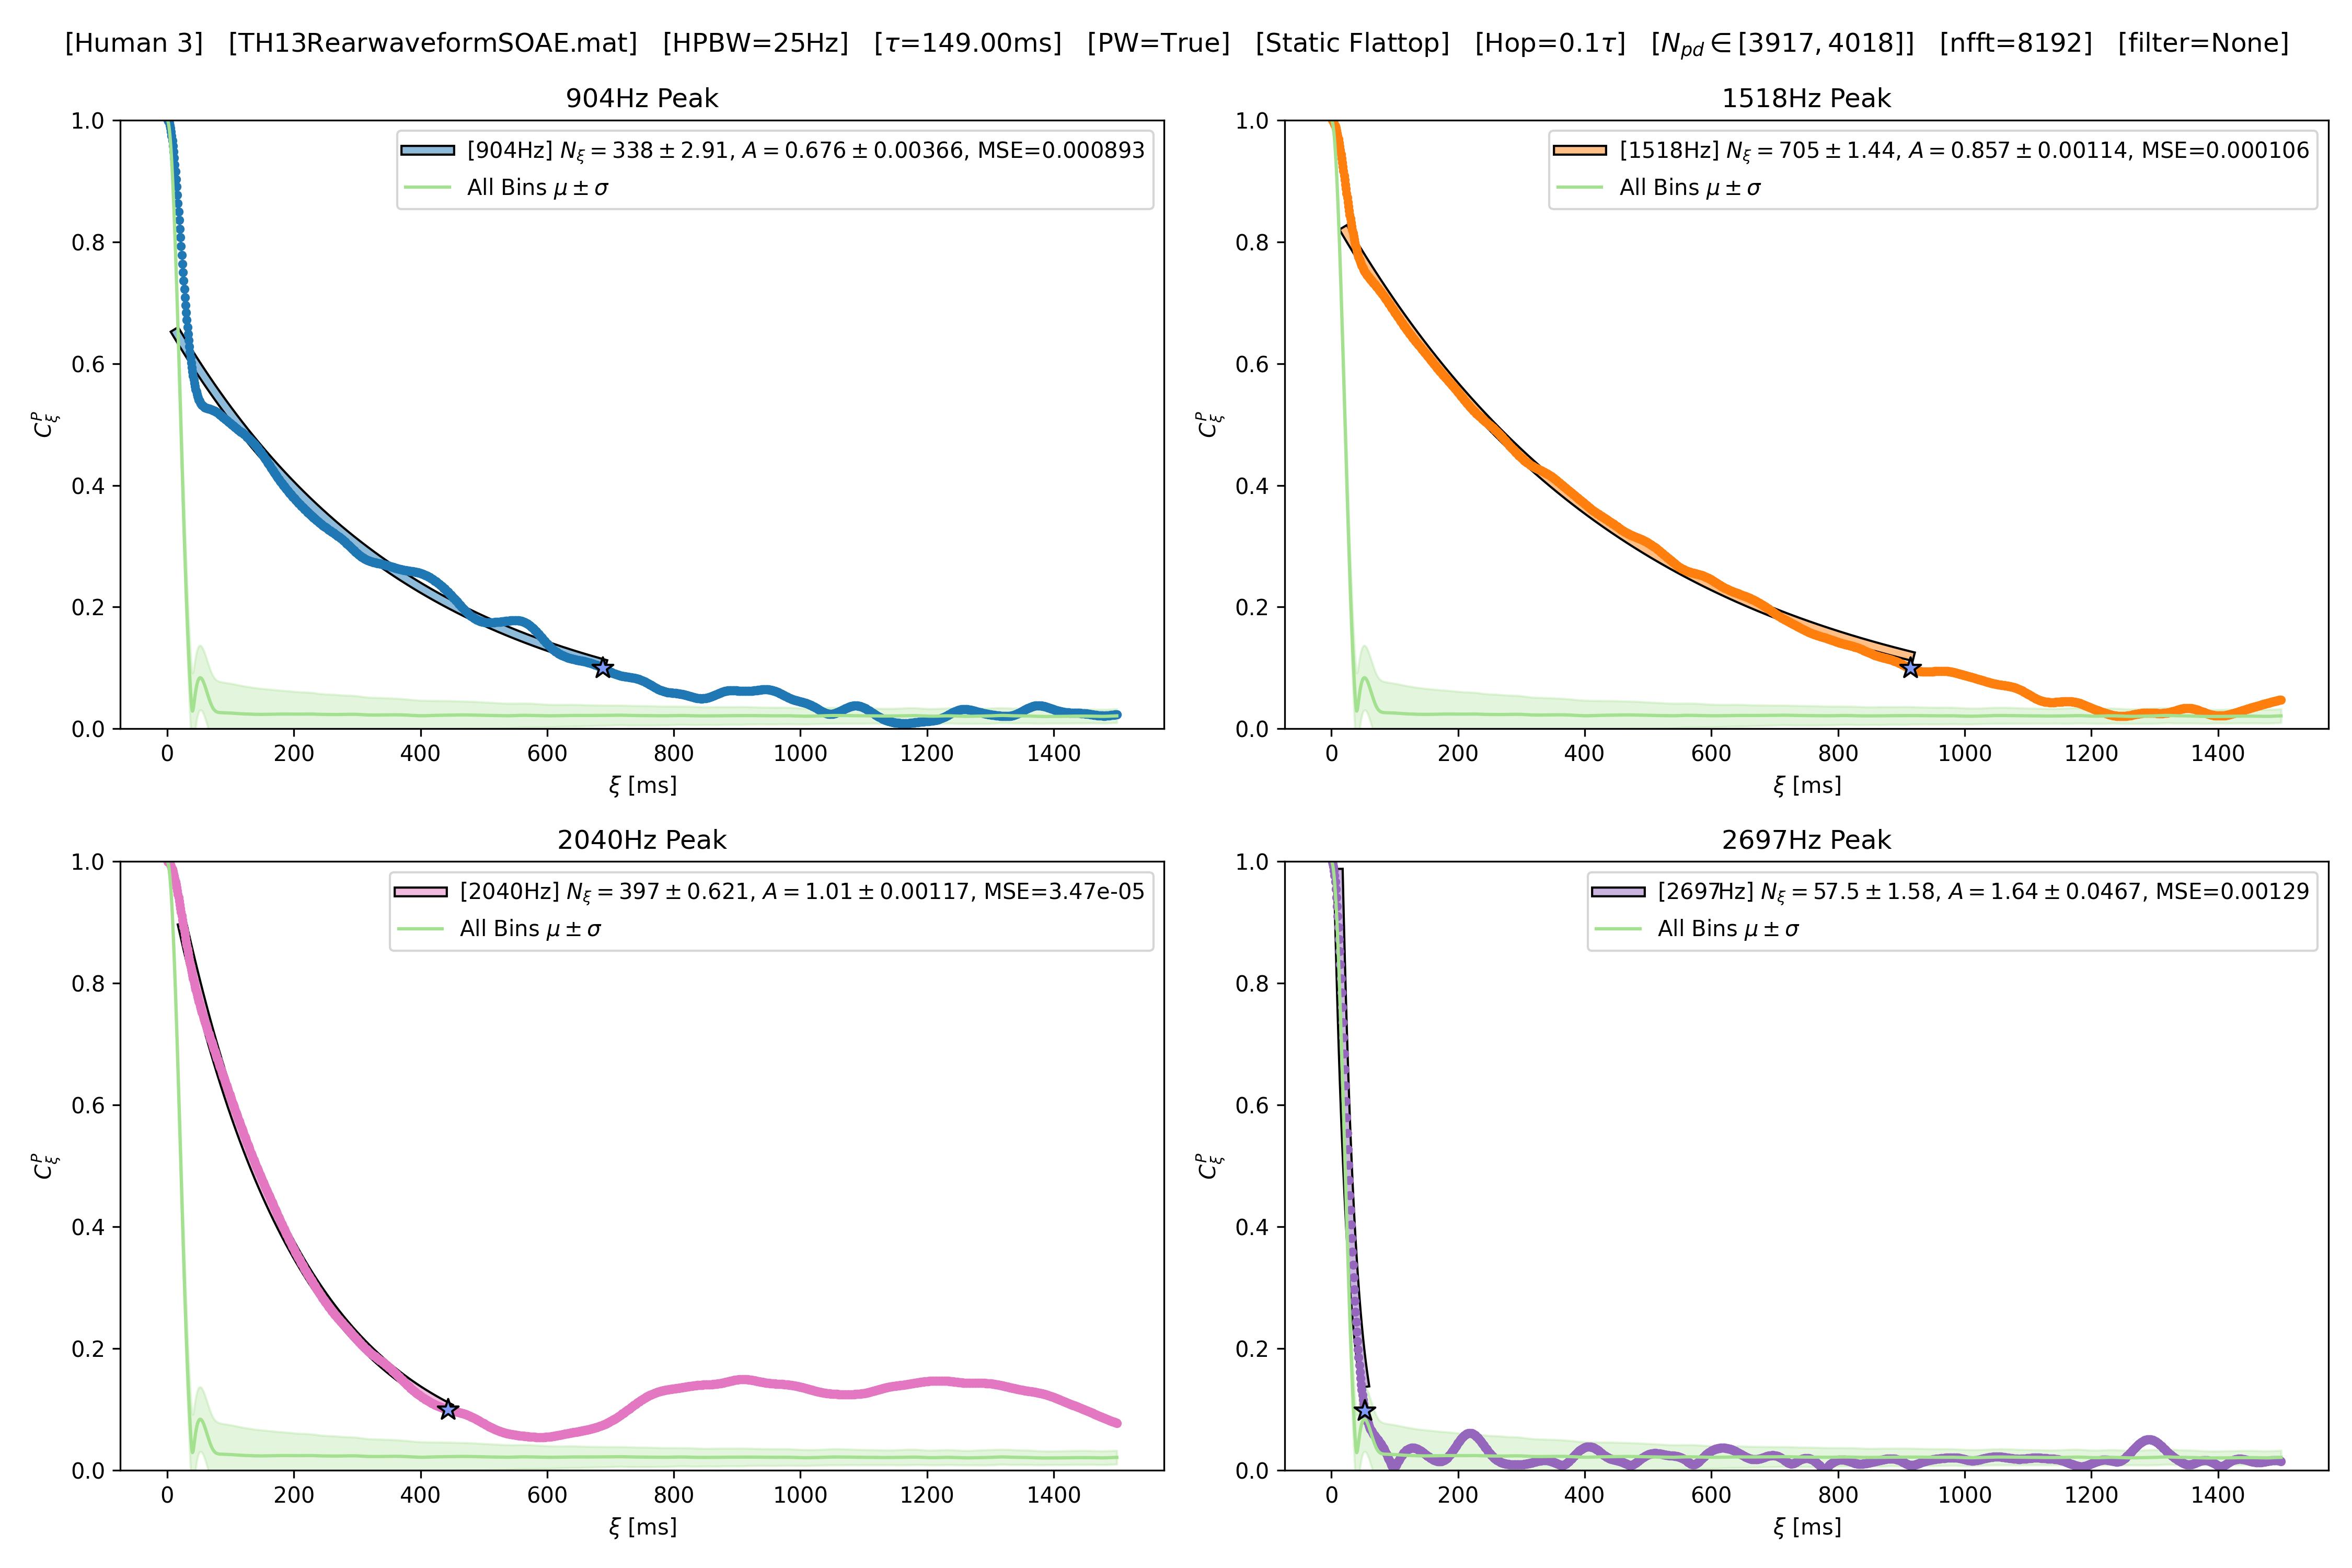 [Human 3] [TH13RearwaveformSOAE.mat] [HPBW=25Hz] [τ=149.00ms] [PW=True] [Static Flattop] [Hop=0.1τ] [N_pd ∈ [3917, 4018]] [nfft=8192] [filter=None]
904Hz Peak
1.0
0.8
0.6
0.4
0.2
0.0
C_ξ^P
[904Hz] N_ξ = 338 ± 2.91, A = 0.676 ± 0.00366, MSE=0.000893
All Bins μ ± σ
0 200 400 600 800 1000 1200 1400
ξ [ms]
1518Hz Peak
1.0
0.8
0.6
0.4
0.2
0.0
C_ξ^P
[1518Hz] N_ξ = 705 ± 1.44, A = 0.857 ± 0.00114, MSE=0.000106
All Bins μ ± σ
0 200 400 600 800 1000 1200 1400
ξ [ms]
2040Hz Peak
1.0
0.8
0.6
0.4
0.2
0.0
C_ξ^P
[2040Hz] N_ξ = 397 ± 0.621, A = 1.01 ± 0.00117, MSE=3.47e-05
All Bins μ ± σ
0 200 400 600 800 1000 1200 1400
ξ [ms]
2697Hz Peak
1.0
0.8
0.6
0.4
0.2
0.0
C_ξ^P
[2697Hz] N_ξ = 57.5 ± 1.58, A = 1.64 ± 0.0467, MSE=0.00129
All Bins μ ± σ
0 200 400 600 800 1000 1200 1400
ξ [ms]